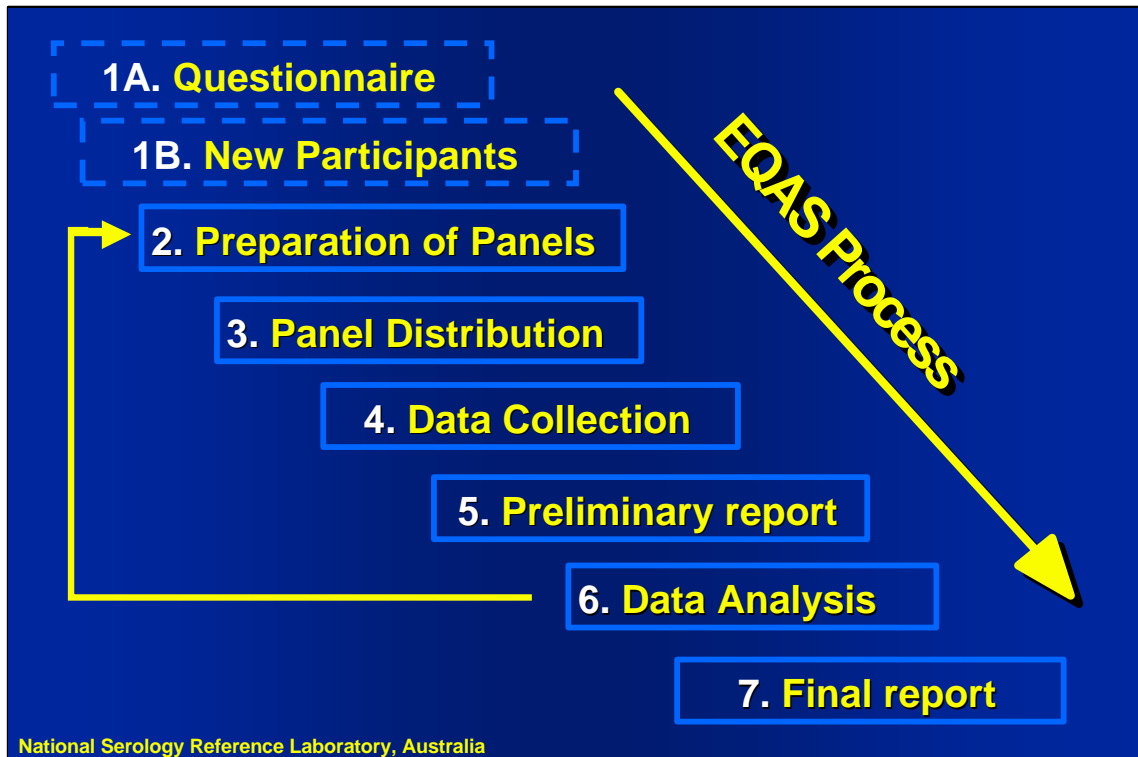 1A. Questionnaire
1B. New Participants
EQAS Process
2. Preparation of Panels
3. Panel Distribution
4. Data Collection
5. Preliminary report
6. Data Analysis
7. Final report
National Serology Reference Laboratory, Australia